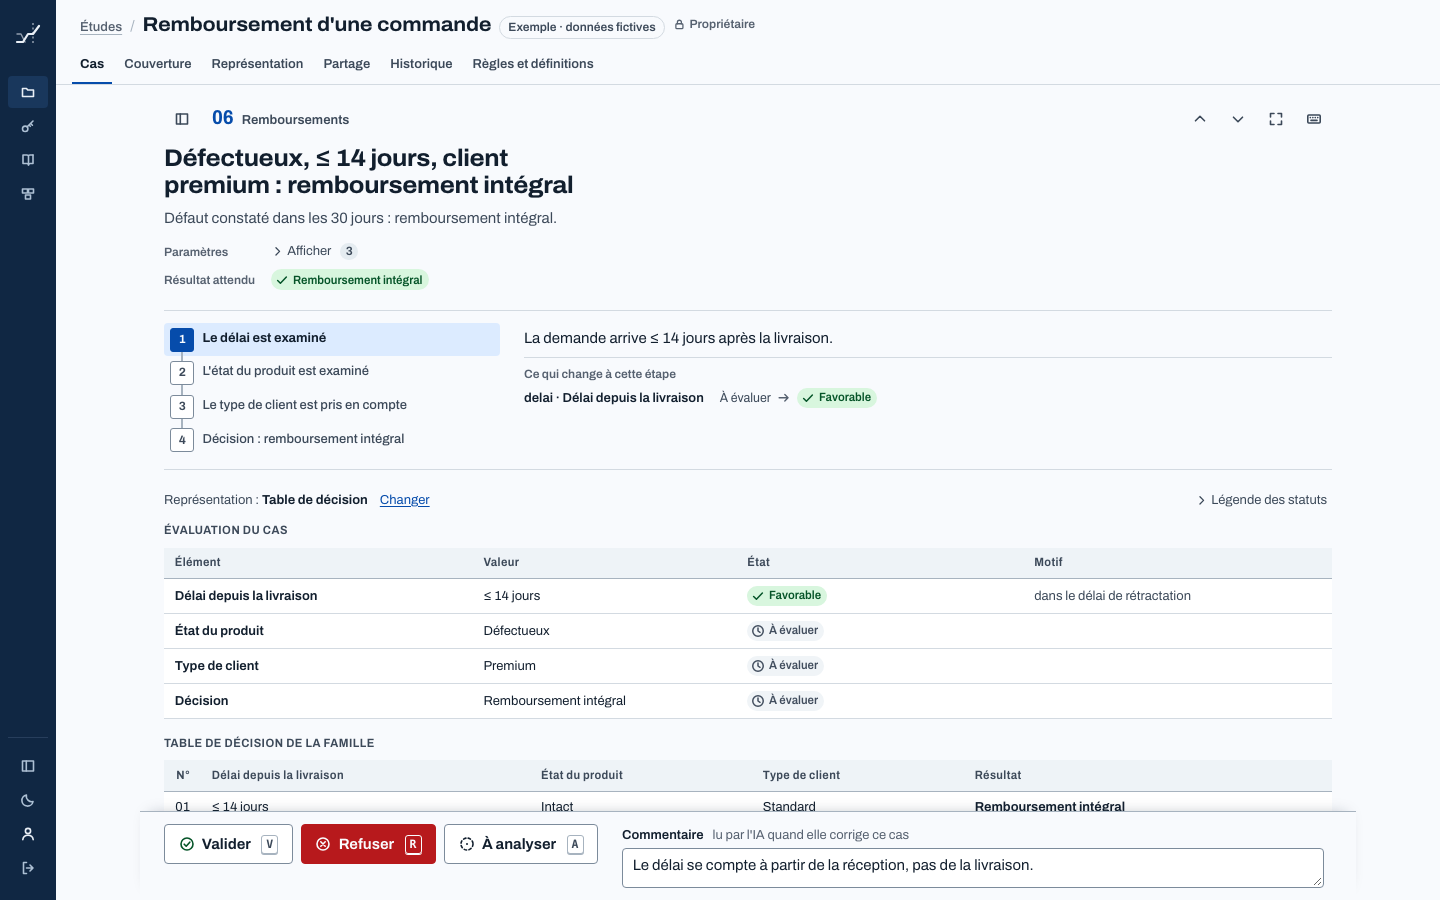 Études / Remboursement d'une commande Exemple · données fictives Propriétaire
Cas Couverture Représentation Partage Historique Règles et définitions
06 Remboursements
Défectueux, ≤ 14 jours, client
premium : remboursement intégral
Défaut constaté dans les 30 jours : remboursement intégral.
Paramètres Afficher 3
Résultat attendu Remboursement intégral
1 Le délai est examiné
2 L'état du produit est examiné
3 Le type de client est pris en compte
4 Décision : remboursement intégral
La demande arrive ≤ 14 jours après la livraison.
Ce qui change à cette étape
delai · Délai depuis la livraison À évaluer → Favorable
Représentation : Table de décision Changer Légende des statuts
ÉVALUATION DU CAS
Élément Valeur État Motif
Délai depuis la livraison ≤ 14 jours Favorable dans le délai de rétractation
État du produit Défectueux À évaluer
Type de client Premium À évaluer
Décision Remboursement intégral À évaluer
TABLE DE DÉCISION DE LA FAMILLE
N° Délai depuis la livraison État du produit Type de client Résultat
01 ≤ 14 jours Intact Standard Remboursement intégral
Valider V Refuser R À analyser A
Commentaire lu par l'IA quand elle corrige ce cas
Le délai se compte à partir de la réception, pas de la livraison.